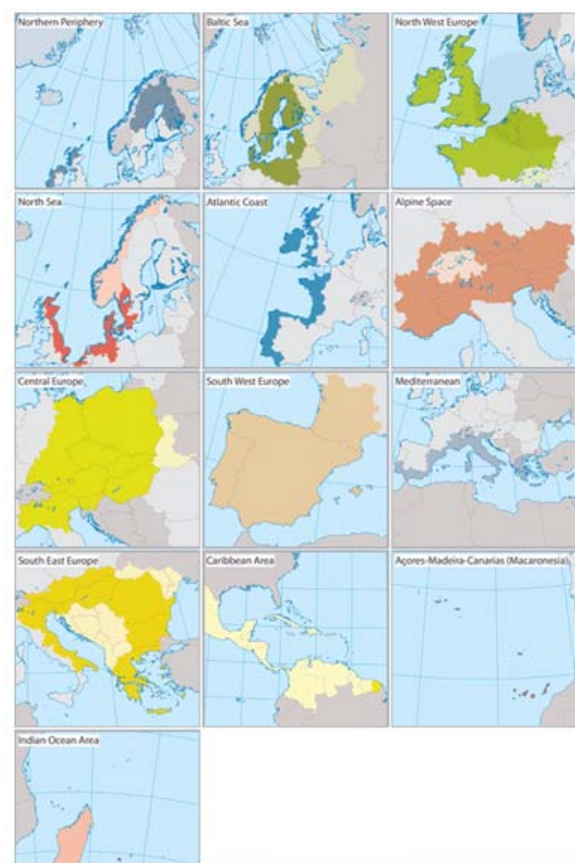 Northern Periphery
Baltic Sea
North West Europe
North Sea
Atlantic Coast
Alpine Space
Central Europe
South West Europe
Mediterranean
South East Europe
Caribbean Area
Açores-Madeira-Canarias (Macaronesia)
Indian Ocean Area